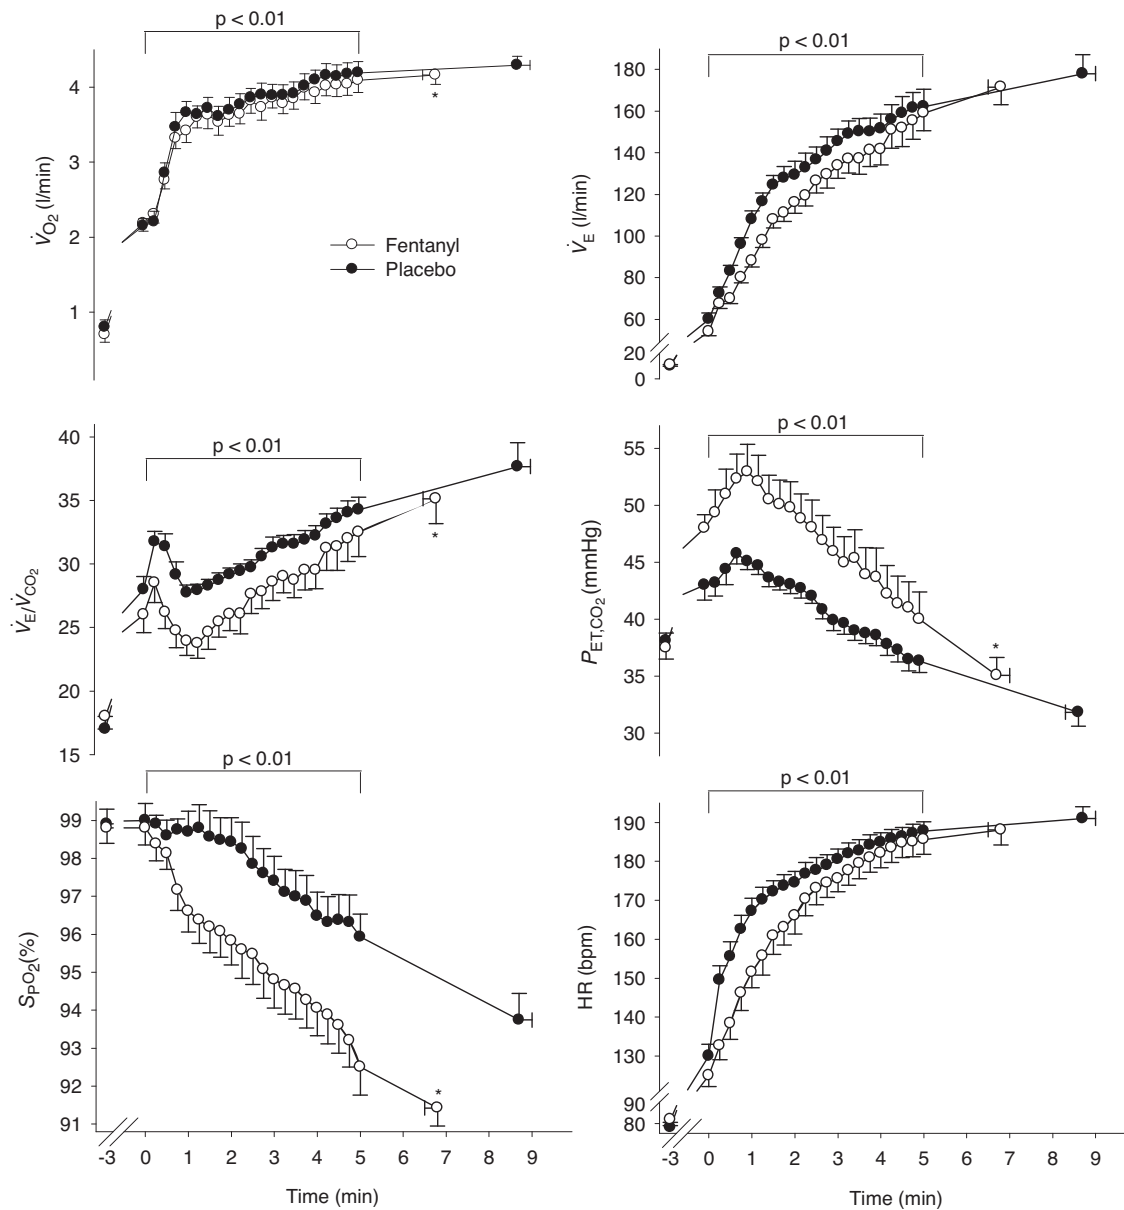 p < 0.01
4
3
2
1
V̇O₂ (l/min)
Fentanyl
Placebo
*
p < 0.01
180
160
140
120
100
80
60
20
0
V̇E (l/min)
p < 0.01
40
35
30
25
20
15
V̇E/V̇CO₂
*
p < 0.01
55
50
45
40
35
30
PET,CO₂ (mmHg)
*
p < 0.01
99
98
97
96
95
94
93
92
91
SPO₂(%)
*
-3 0 1 2 3 4 5 6 7 8 9
Time (min)
p < 0.01
190
180
170
160
150
140
130
90
80
HR (bpm)
-3 0 1 2 3 4 5 6 7 8 9
Time (min)